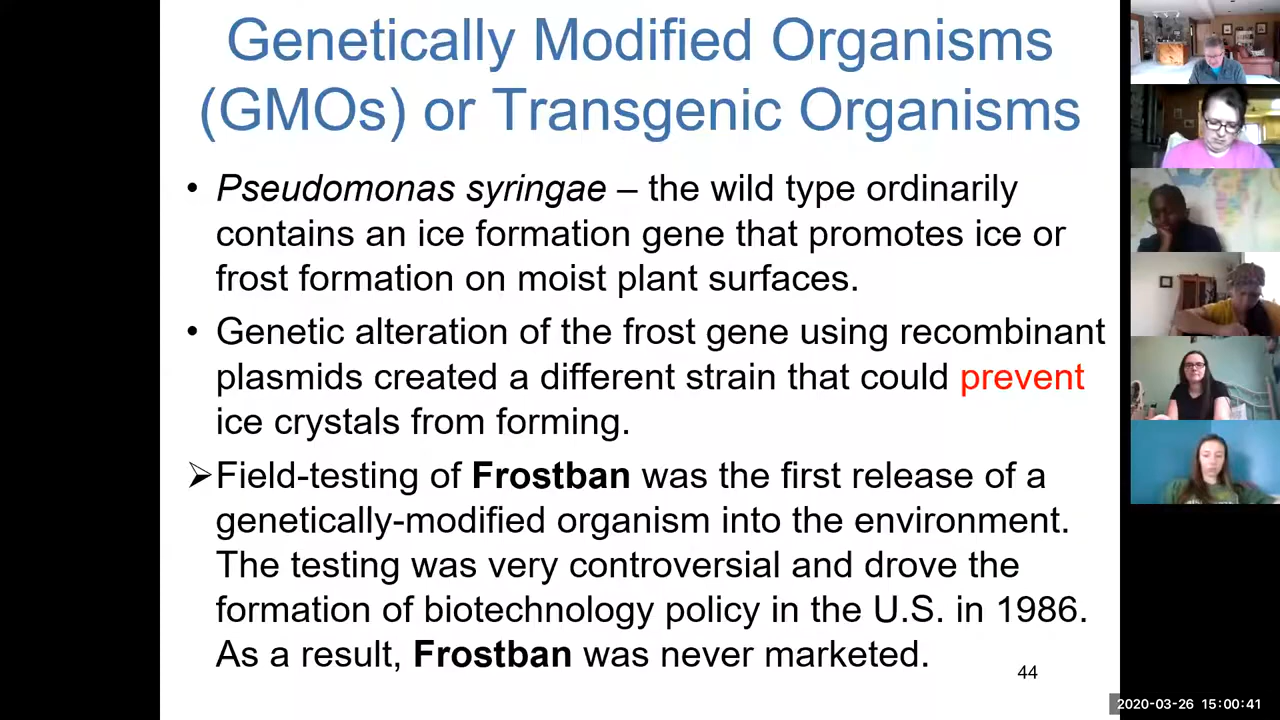 Genetically Modified Organisms
(GMOs) or Transgenic Organisms
• Pseudomonas syringae – the wild type ordinarily
contains an ice formation gene that promotes ice or
frost formation on moist plant surfaces.
• Genetic alteration of the frost gene using recombinant
plasmids created a different strain that could prevent
ice crystals from forming.
➢Field-testing of Frostban was the first release of a
genetically-modified organism into the environment.
The testing was very controversial and drove the
formation of biotechnology policy in the U.S. in 1986.
As a result, Frostban was never marketed.
44
2020-03-26 15:00:41